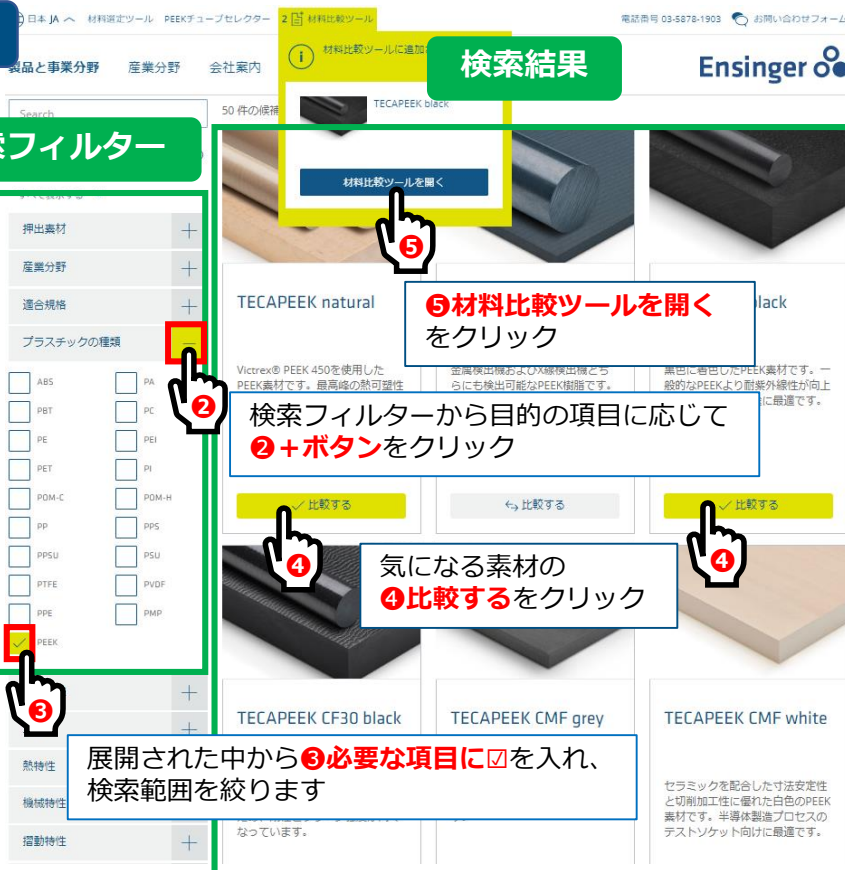 日本 JA へ 材料選定ツール PEEKチューブセレクター 2 材料比較ツール 電話番号 03-5878-1903 お問い合わせフォーム
製品と事業分野 産業分野 会社案内
材料比較ツールに追加
検索結果
Ensinger
Search
50 件の候補
TECAPEEK black
索フィルター
材料比較ツールを開く
❺
押出素材
産業分野
適合規格
プラスチックの種類
❷
ABS PA
PBT PC
PE PEI
PET PI
POM-C POM-H
PP PPS
PPSU PSU
PTFE PVDF
PPE PMP
PEEK
❸
TECAPEEK natural
❺材料比較ツールを開く
をクリック
lack
Victrex® PEEK 450を使用した
PEEK素材です。最高峰の熱可塑性
金属検出機およびX線検出機どち
らにも検出可能なPEEK樹脂です。
黒色に着色したPEEK素材です。一
般的なPEEKより耐紫外線性が向上
に最適です。
検索フィルターから目的の項目に応じて
❷+ボタンをクリック
比較する
比較する
比較する
❹
❹
気になる素材の
❹比較するをクリック
TECAPEEK CF30 black
TECAPEEK CMF grey
TECAPEEK CMF white
展開された中から❸必要な項目に☑を入れ、
検索範囲を絞ります
熱特性
機械特性
摺動特性
なっています。
セラミックを配合した寸法安定性
と切削加工性に優れた白色のPEEK
素材です。半導体製造プロセスの
テストソケット向けに最適です。